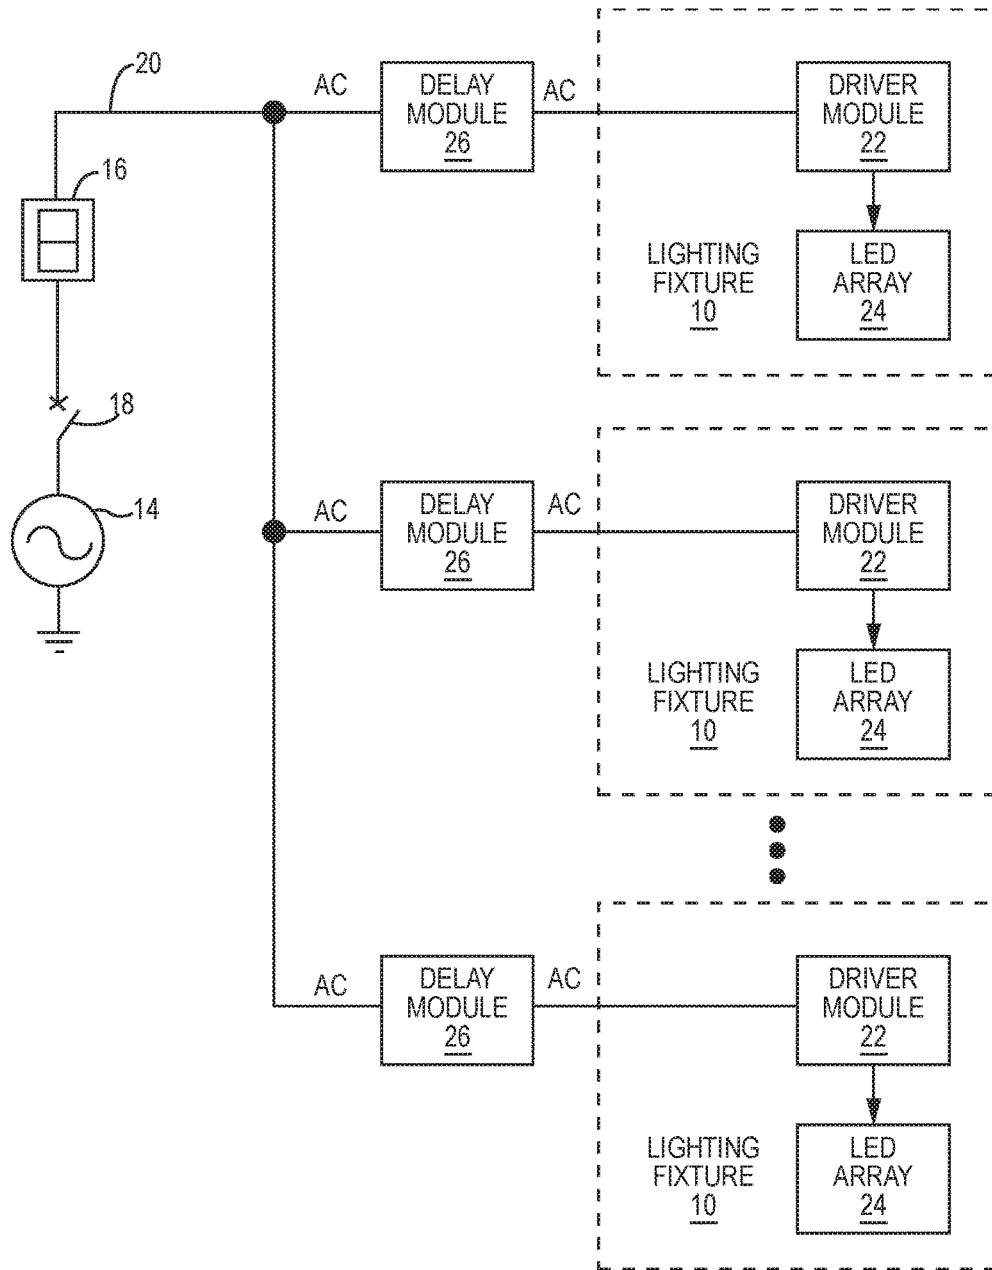 20
AC
DELAY
MODULE
26
AC
DRIVER
MODULE
22
16
LIGHTING
FIXTURE
10
LED
ARRAY
24
18
14
AC
DELAY
MODULE
26
AC
DRIVER
MODULE
22
LIGHTING
FIXTURE
10
LED
ARRAY
24
AC
DELAY
MODULE
26
AC
DRIVER
MODULE
22
LIGHTING
FIXTURE
10
LED
ARRAY
24